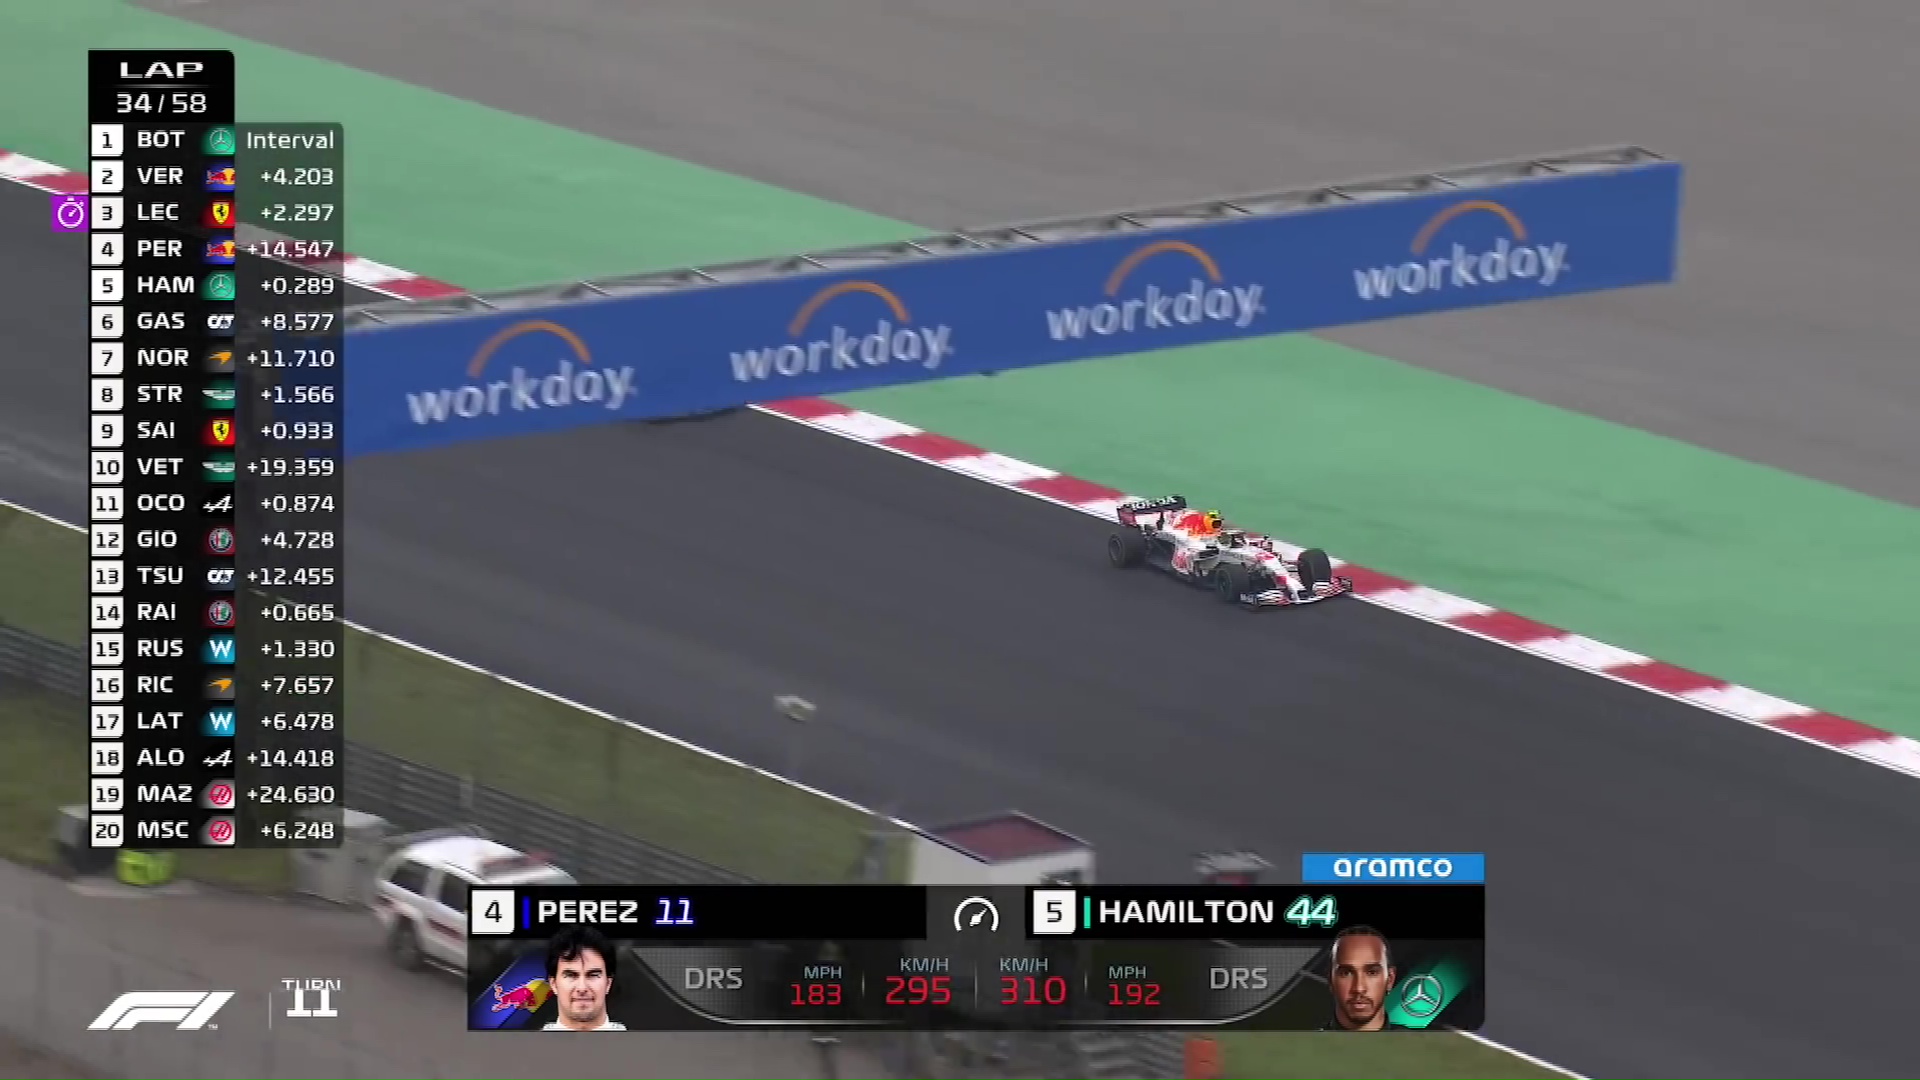 LAP
34/58
1 BOT Interval
2 VER +4.203
3 LEC +2.297
4 PER +14.547
5 HAM +0.289
6 GAS +8.577
7 NOR +11.710
8 STR +1.566
9 SAI +0.933
10 VET +19.359
11 OCO +0.874
12 GIO +4.728
13 TSU +12.455
14 RAI +0.665
15 RUS W +1.330
16 RIC +7.657
17 LAT W +6.478
18 ALO +14.418
19 MAZ +24.630
20 MSC +6.248
workday. workday. workday. workday.
HONDA
aramco
4 PEREZ 11 5 HAMILTON 44
DRS MPH 183 KM/H 295 KM/H 310 MPH 192 DRS
F1 TURN 11